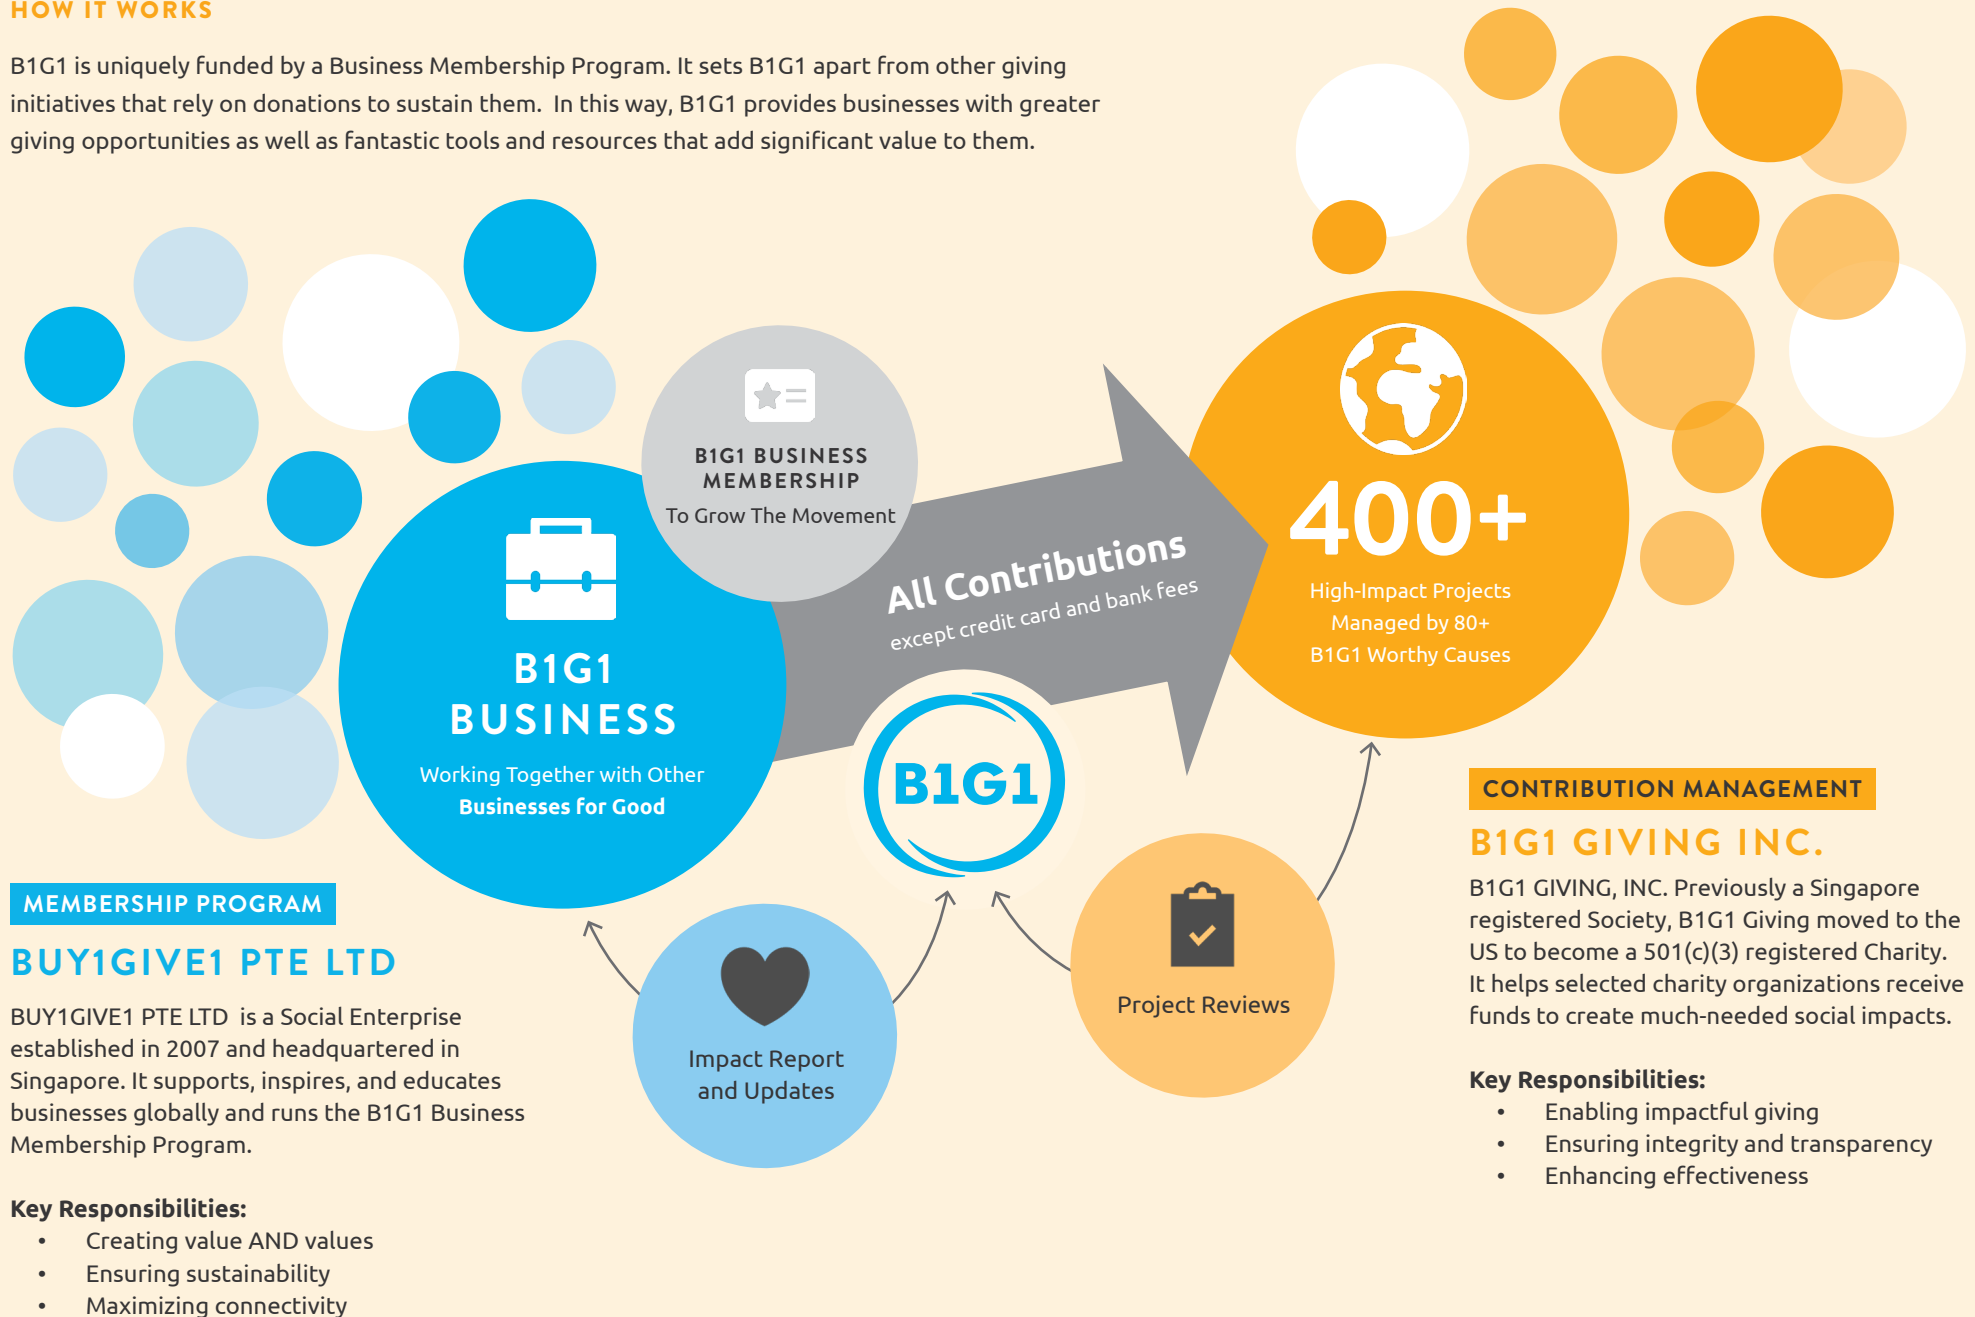 HOW IT WORKS
B1G1 is uniquely funded by a Business Membership Program. It sets B1G1 apart from other giving
initiatives that rely on donations to sustain them.  In this way, B1G1 provides businesses with greater
giving opportunities as well as fantastic tools and resources that add significant value to them.
B1G1 BUSINESS
MEMBERSHIP
To Grow The Movement
B1G1
BUSINESS
Working Together with Other
Businesses for Good
All Contributions
except credit card and bank fees
400+
High-Impact Projects
Managed by 80+
B1G1 Worthy Causes
B1G1
Impact Report
and Updates
Project Reviews
MEMBERSHIP PROGRAM
BUY1GIVE1 PTE LTD
BUY1GIVE1 PTE LTD  is a Social Enterprise
established in 2007 and headquartered in
Singapore. It supports, inspires, and educates
businesses globally and runs the B1G1 Business
Membership Program.
Key Responsibilities:
• Creating value AND values
• Ensuring sustainability
• Maximizing connectivity
CONTRIBUTION MANAGEMENT
B1G1 GIVING INC.
B1G1 GIVING, INC. Previously a Singapore
registered Society, B1G1 Giving moved to the
US to become a 501(c)(3) registered Charity.
It helps selected charity organizations receive
funds to create much-needed social impacts.
Key Responsibilities:
• Enabling impactful giving
• Ensuring integrity and transparency
• Enhancing effectiveness